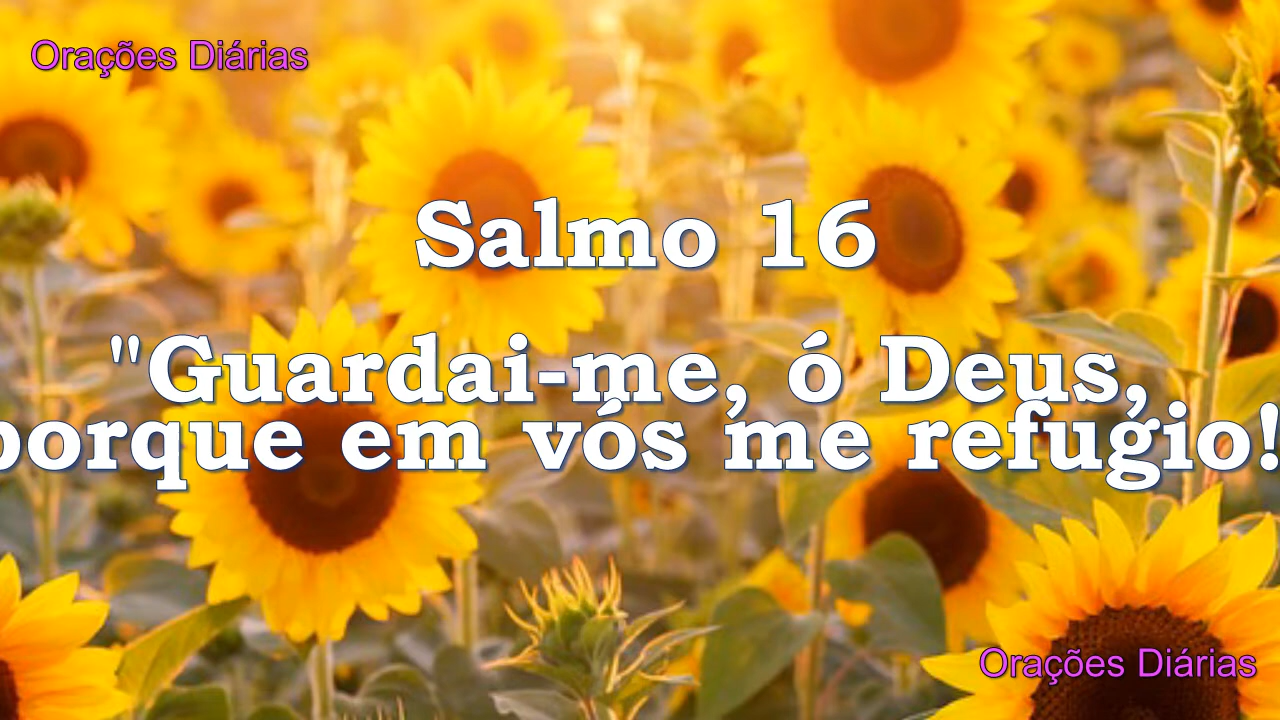 Orações Diárias
Salmo 16
"Guardai-me, ó Deus,
porque em vós me refugio!
Orações Diárias